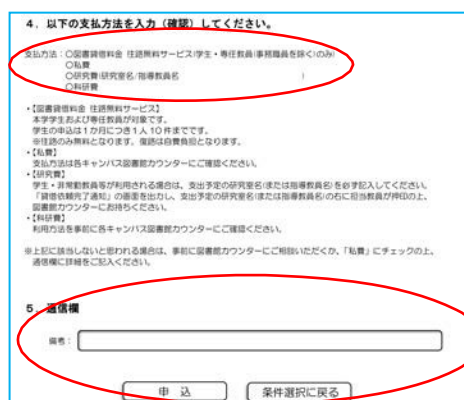 4．以下の支払方法を入力（確認）してください。
支払方法：○図書貸借料金 往路無料サービス(学生・専任教員(事務職員を除く)のみ)
○私費
○研究費(研究室名/指導教員名 )
○科研費
・【図書貸借料金 往路無料サービス】
本学学生および専任教員が対象です。
学生の申込は1か月につき1人10件までです。
※往路のみ無料となります。復路は自費負担となります。
・【私費】
支払方法は各キャンパス図書館カウンターにご確認ください。
・【研究費】
学生・非常勤教員等が利用される場合は、支出予定の研究室名(または指導教員名)を必ず記入してください。
「貸借依頼完了通知」の画面を出力し、支出予定の研究室名(または指導教員名)の右に担当教員が押印の上、
図書館カウンターにお持ちください。
・【科研費】
利用方法を事前に各キャンパス図書館カウンターにご確認ください。
※上記に該当しないと思われる場合は、事前に図書館カウンターにご相談いただくか、「私費」にチェックの上、
通信欄に詳細をご記入ください。
5．通信欄
備考：
申 込
条件選択に戻る